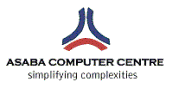 ASABA COMPUTER CENTRE
simplifying complexities